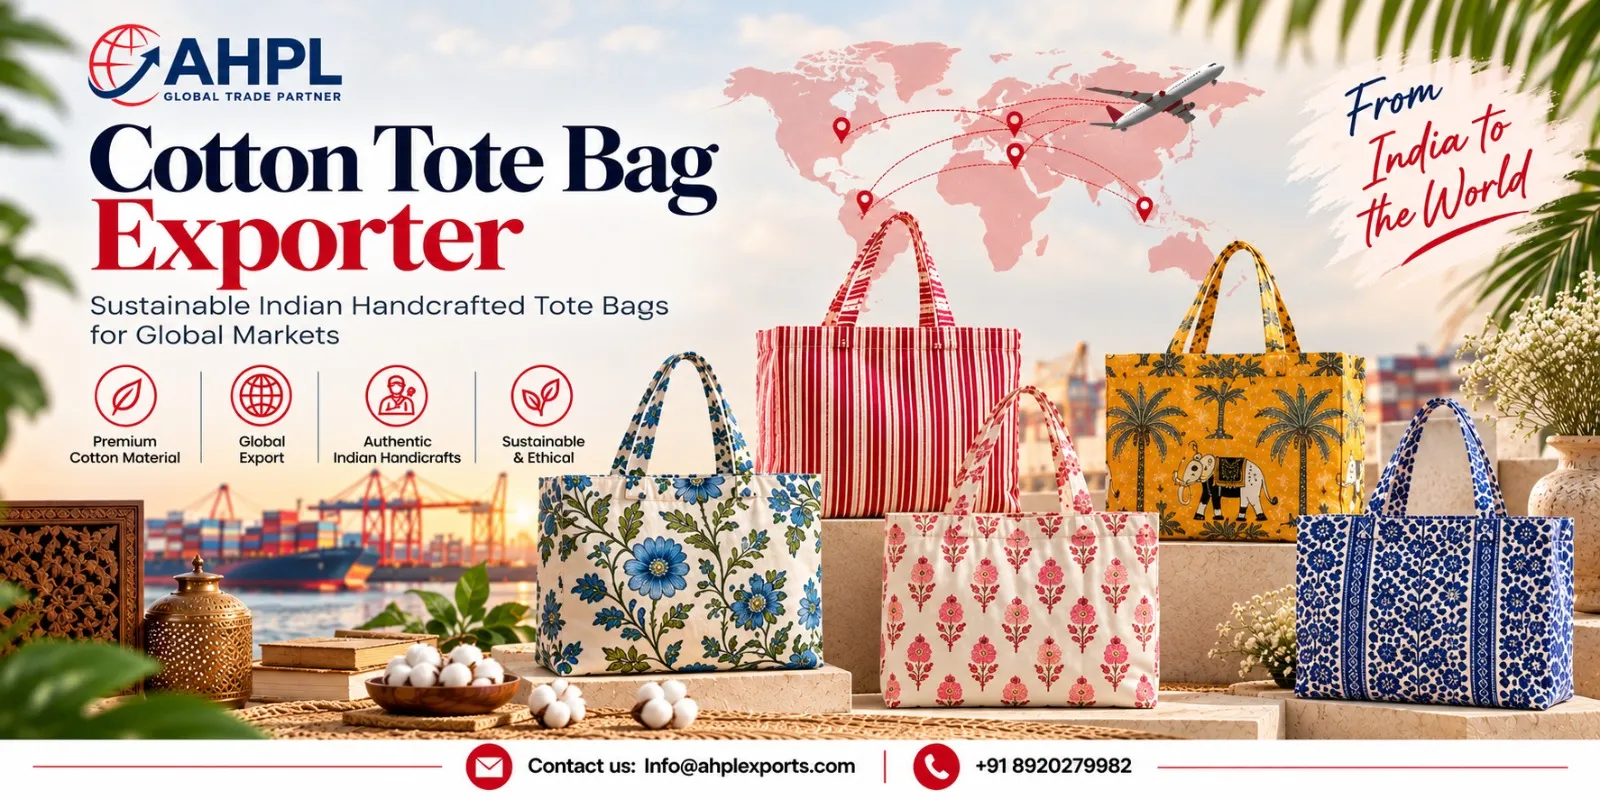 AHPL
GLOBAL TRADE PARTNER
Cotton Tote Bag
Exporter
Sustainable Indian Handcrafted Tote Bags
for Global Markets
Premium
Cotton Material
Global
Export
Authentic
Indian Handicrafts
Sustainable
& Ethical
From
India to
the World
Contact us: Info@ahplexports.com
+91 8920279982